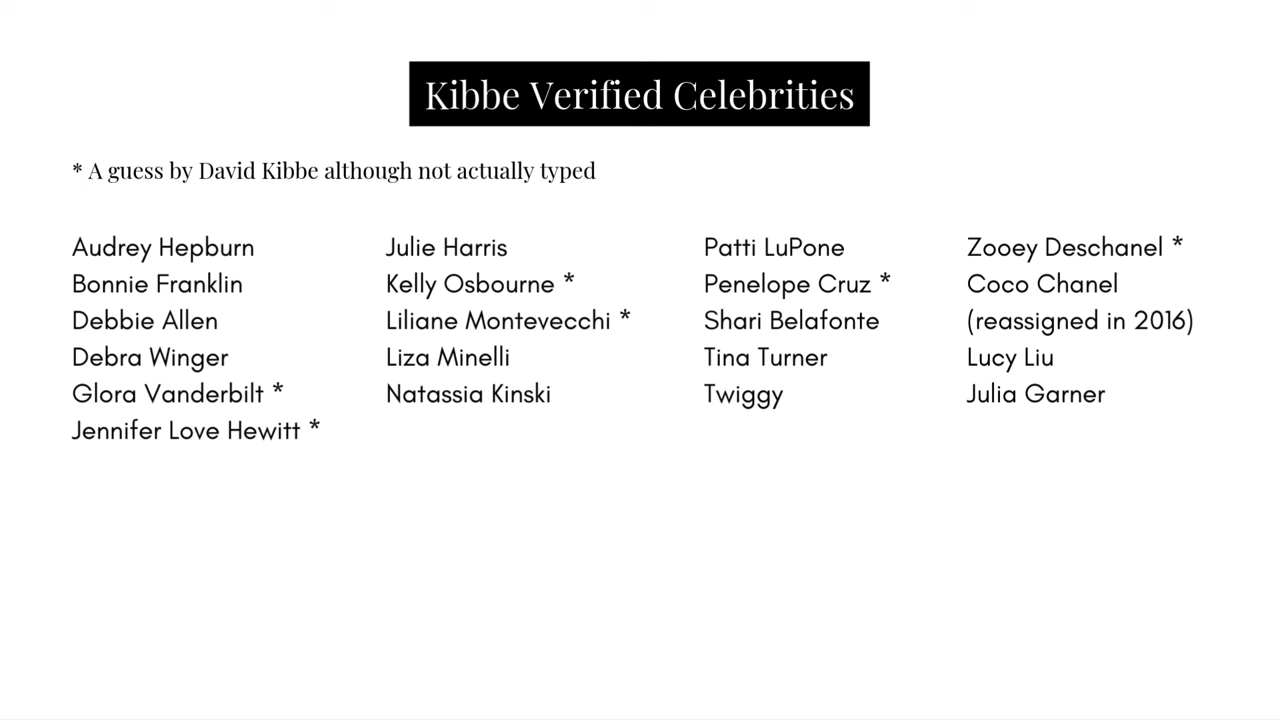 Kibbe Verified Celebrities
* A guess by David Kibbe although not actually typed
Audrey Hepburn
Bonnie Franklin
Debbie Allen
Debra Winger
Glora Vanderbilt *
Jennifer Love Hewitt *
Julie Harris
Kelly Osbourne *
Liliane Montevecchi *
Liza Minelli
Natassia Kinski
Patti LuPone
Penelope Cruz *
Shari Belafonte
Tina Turner
Twiggy
Zooey Deschanel *
Coco Chanel
(reassigned in 2016)
Lucy Liu
Julia Garner